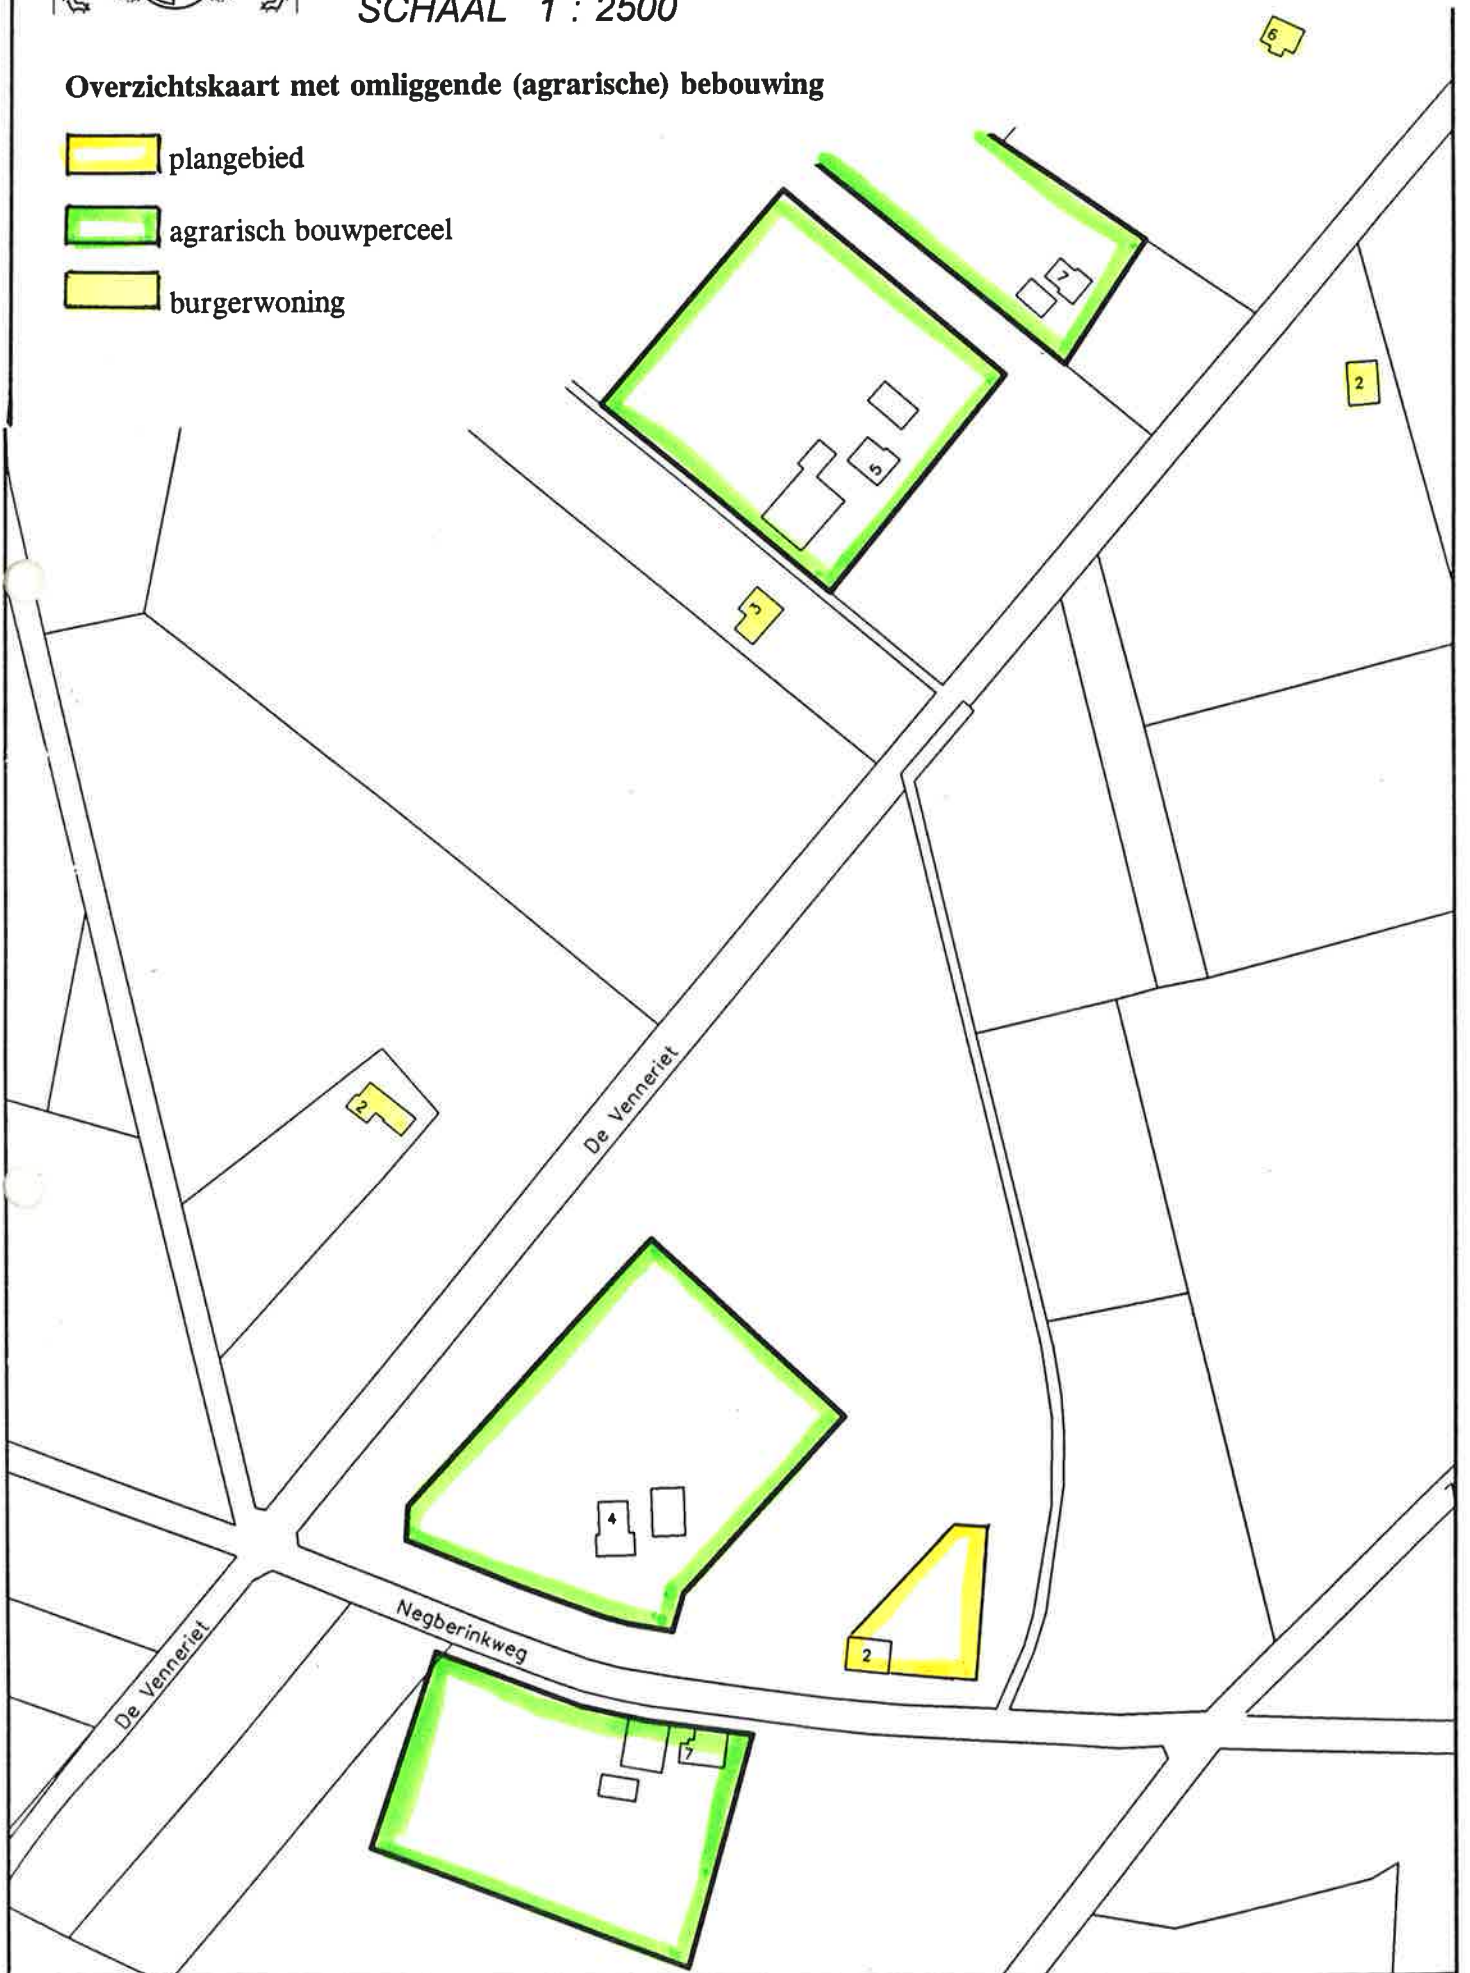 SCHAAL 1 : 2500
Overzichtskaart met omliggende (agrarische) bebouwing
plangebied
agrarisch bouwperceel
burgerwoning
6
7
2
5
3
De Venneriet
2
4
2
Negberinkweg
De Venneriet
7